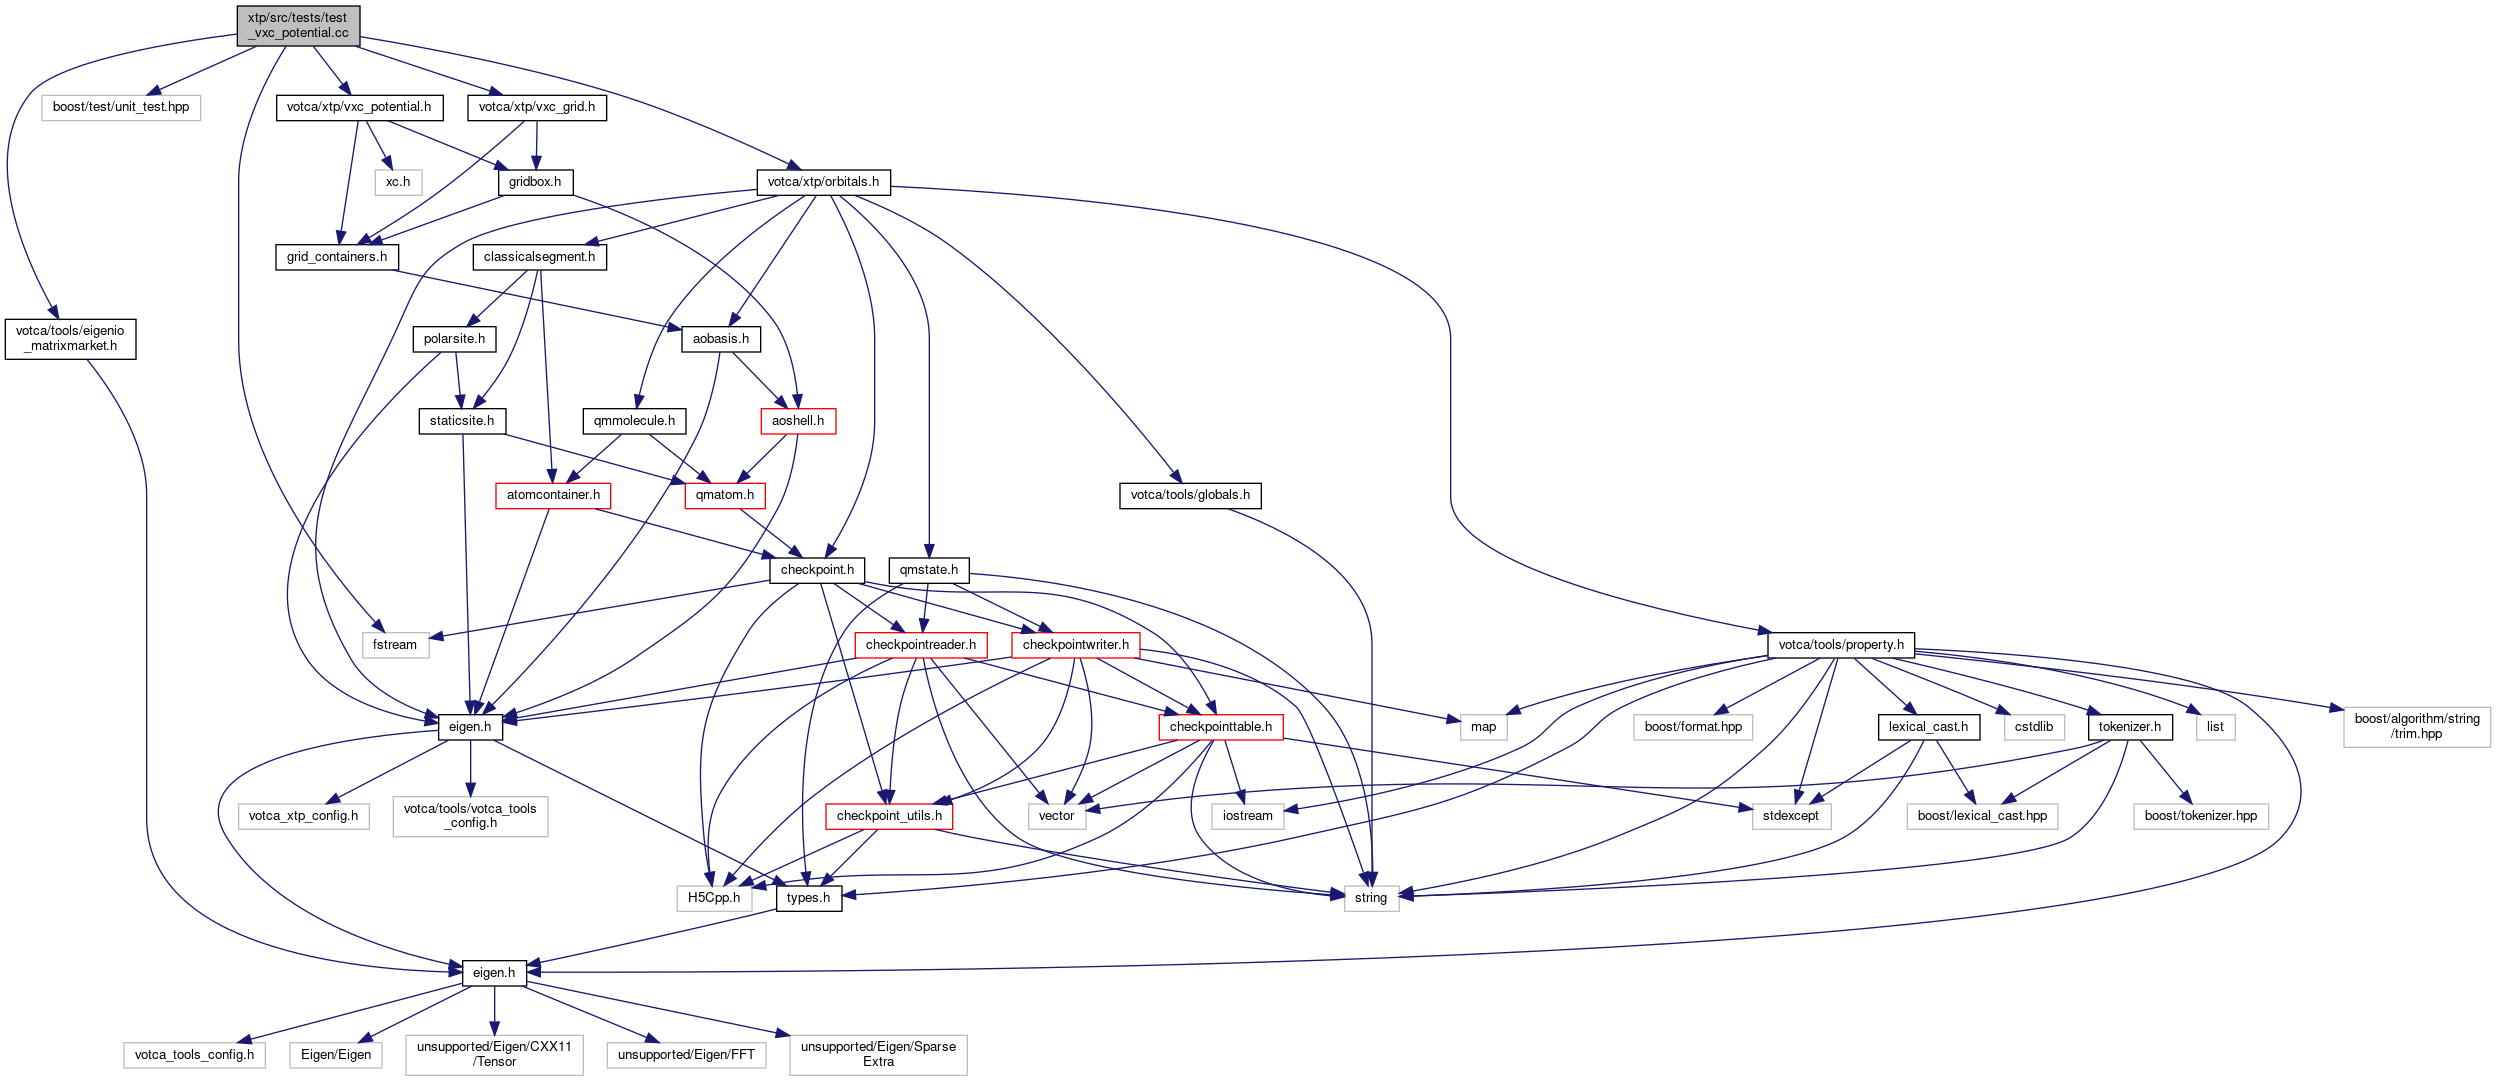 xtp/src/tests/test
_vxc_potential.cc
boost/test/unit_test.hpp
votca/xtp/vxc_potential.h
votca/xtp/vxc_grid.h
xc.h
gridbox.h
votca/xtp/orbitals.h
grid_containers.h
classicalsegment.h
votca/tools/eigenio
_matrixmarket.h
polarsite.h
aobasis.h
staticsite.h
qmmolecule.h
aoshell.h
atomcontainer.h
qmatom.h
votca/tools/globals.h
checkpoint.h
qmstate.h
fstream
checkpointreader.h
checkpointwriter.h
votca/tools/property.h
eigen.h
checkpointtable.h
map
boost/format.hpp
lexical_cast.h
cstdlib
tokenizer.h
list
boost/algorithm/string
/trim.hpp
votca_xtp_config.h
votca/tools/votca_tools
_config.h
checkpoint_utils.h
vector
iostream
stdexcept
boost/lexical_cast.hpp
boost/tokenizer.hpp
H5Cpp.h
types.h
string
eigen.h
votca_tools_config.h
Eigen/Eigen
unsupported/Eigen/CXX11
/Tensor
unsupported/Eigen/FFT
unsupported/Eigen/Sparse
Extra